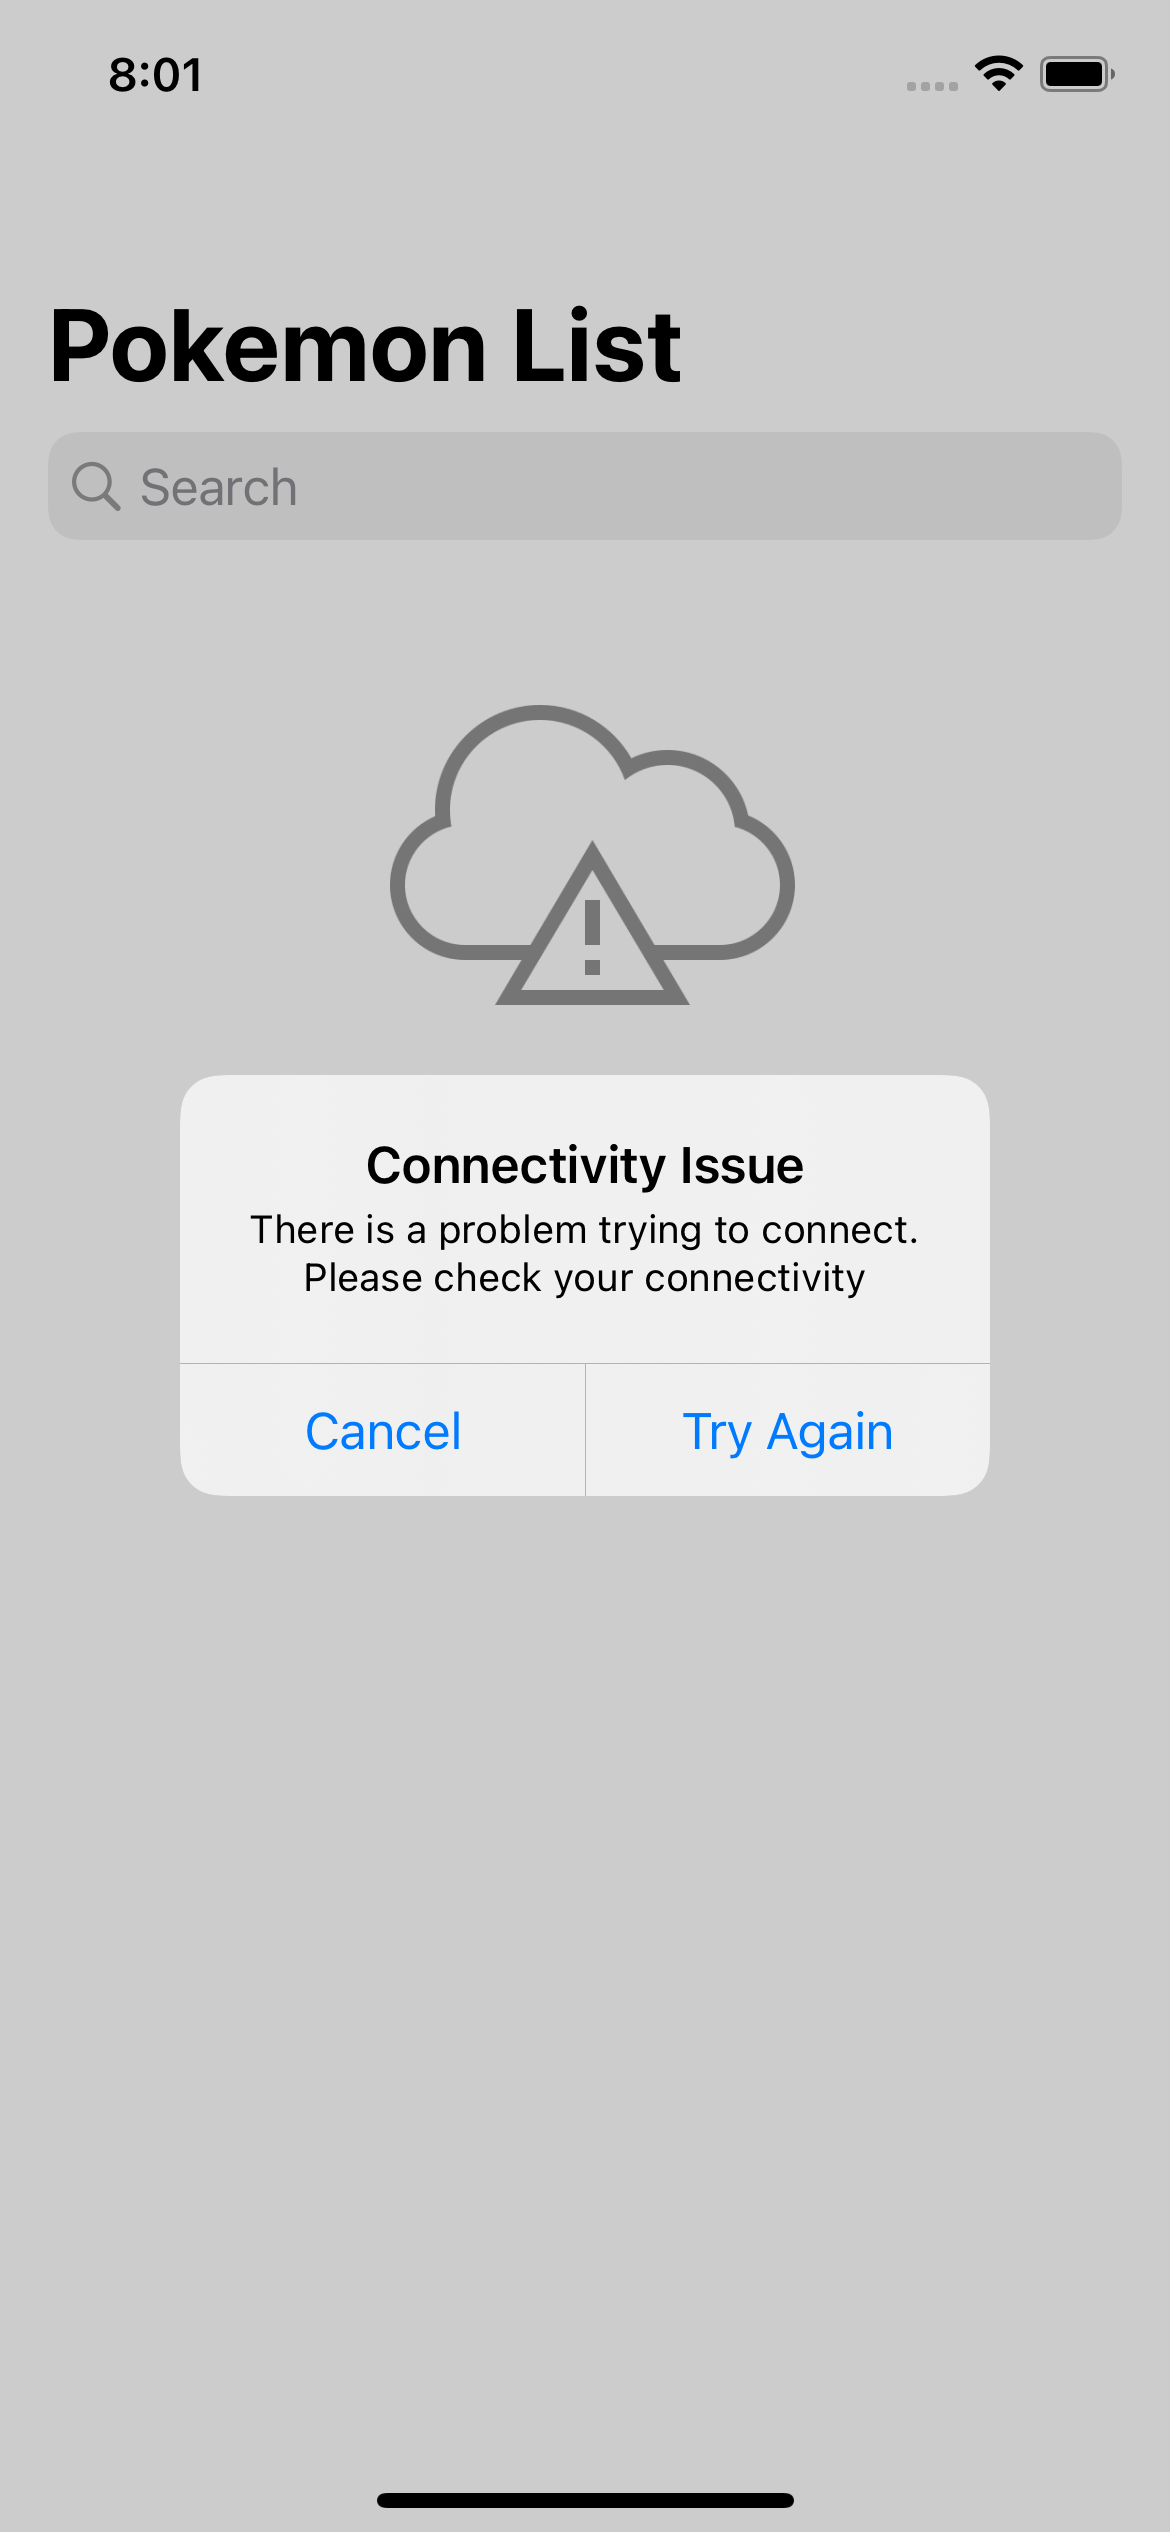 8:01
Pokemon List
Search
Connectivity Issue
There is a problem trying to connect.
Please check your connectivity
Cancel
Try Again